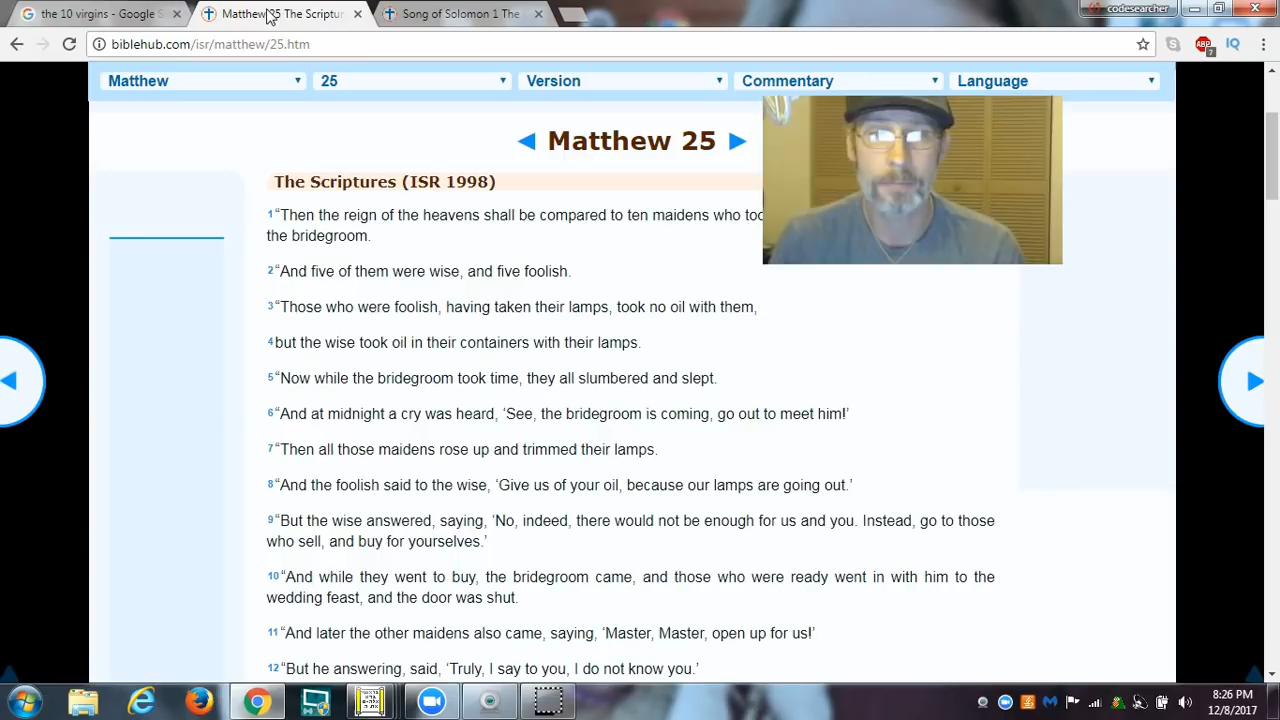 the 10 virgins - Google S
Matthew 25 The Scriptur
Song of Solomon 1 The
codesearcher
biblehub.com/isr/matthew/25.htm
ABP
7
IQ
Matthew
25
Version
Commentary
Language
Matthew 25
The Scriptures (ISR 1998)
1“Then the reign of the heavens shall be compared to ten maidens who
the bridegroom.
2“And five of them were wise, and five foolish.
3“Those who were foolish, having taken their lamps, took no oil with them,
4but the wise took oil in their containers with their lamps.
5“Now while the bridegroom took time, they all slumbered and slept.
6“And at midnight a cry was heard, ‘See, the bridegroom is coming, go out to meet him!’
7“Then all those maidens rose up and trimmed their lamps.
8“And the foolish said to the wise, ‘Give us of your oil, because our lamps are going out.’
9“But the wise answered, saying, ‘No, indeed, there would not be enough for us and you. Instead, go to those
who sell, and buy for yourselves.’
10“And while they went to buy, the bridegroom came, and those who were ready went in with him to the
wedding feast, and the door was shut.
11“And later the other maidens also came, saying, ‘Master, Master, open up for us!’
12“But he answering, said, ‘Truly, I say to you, I do not know you.’
8:26 PM
12/8/2017